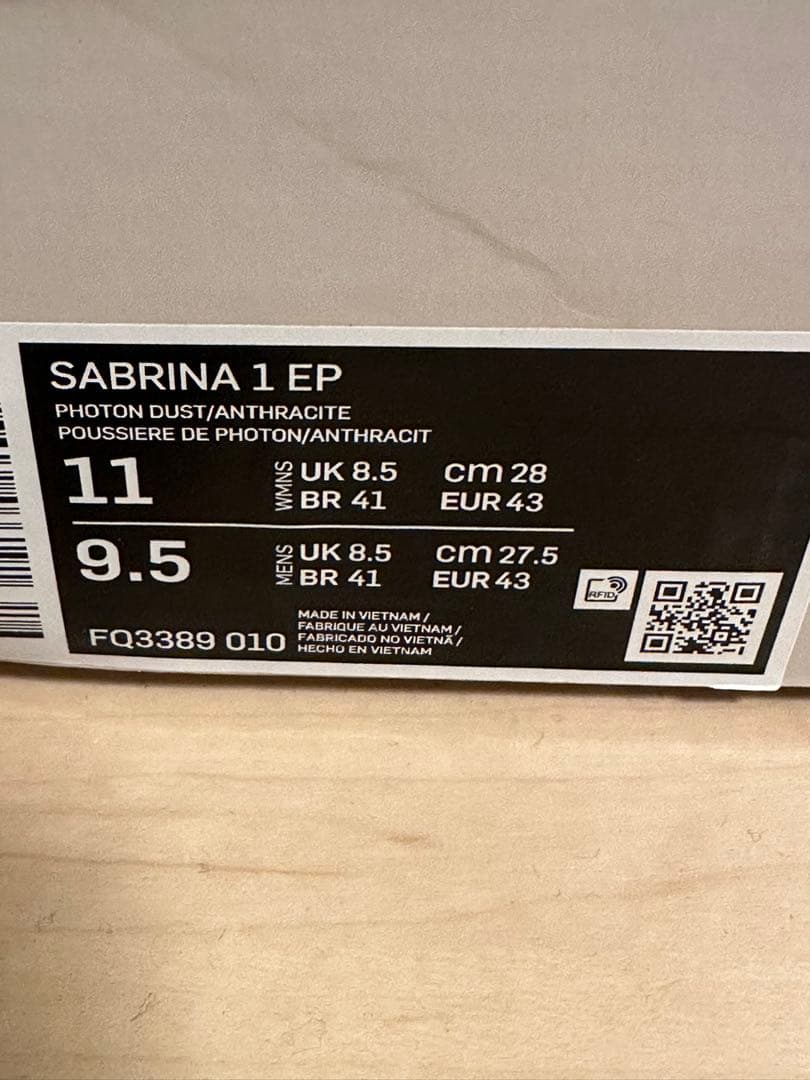 SABRINA 1 EP
PHOTON DUST/ANTHRACITE
POUSSIERE DE PHOTON/ANTHRACIT
11 WMNS UK 8.5 cm 28
BR 41 EUR 43
9.5 MENS UK 8.5 cm 27.5
BR 41 EUR 43
RFID
FQ3389 010
MADE IN VIETNAM /
FABRIQUE AU VIETNAM /
FABRICADO NO VIETNÃ /
HECHO EN VIETNAM